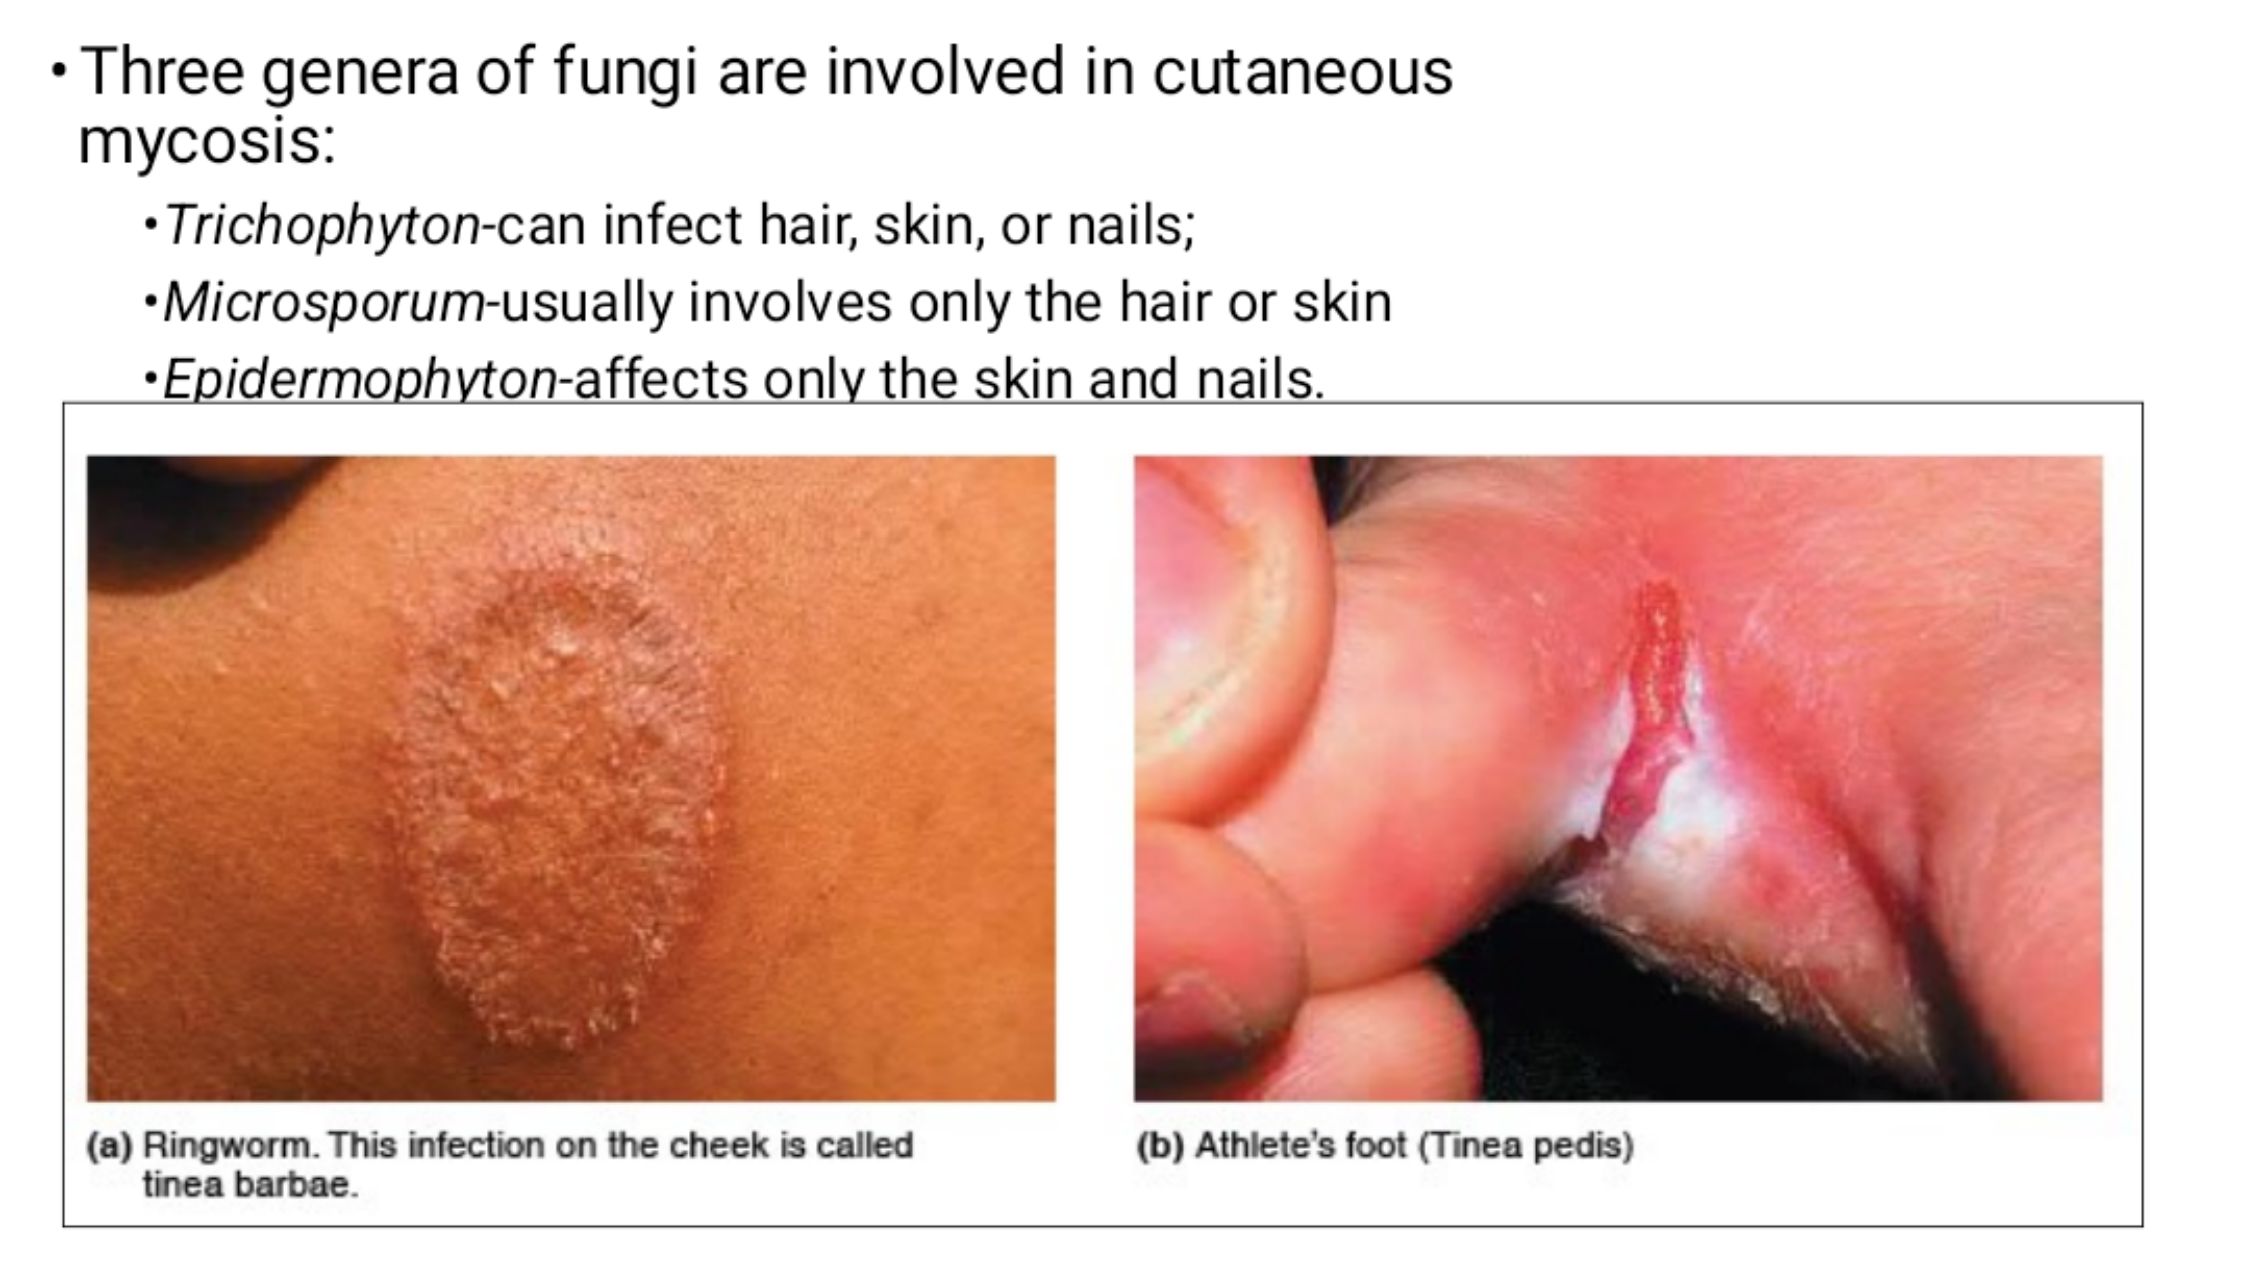 • Three genera of fungi are involved in cutaneous
mycosis:
•Trichophyton-can infect hair, skin, or nails;
•Microsporum-usually involves only the hair or skin
•Epidermophyton-affects only the skin and nails.
(a) Ringworm. This infection on the cheek is called
tinea barbae.
(b) Athlete's foot (Tinea pedis)